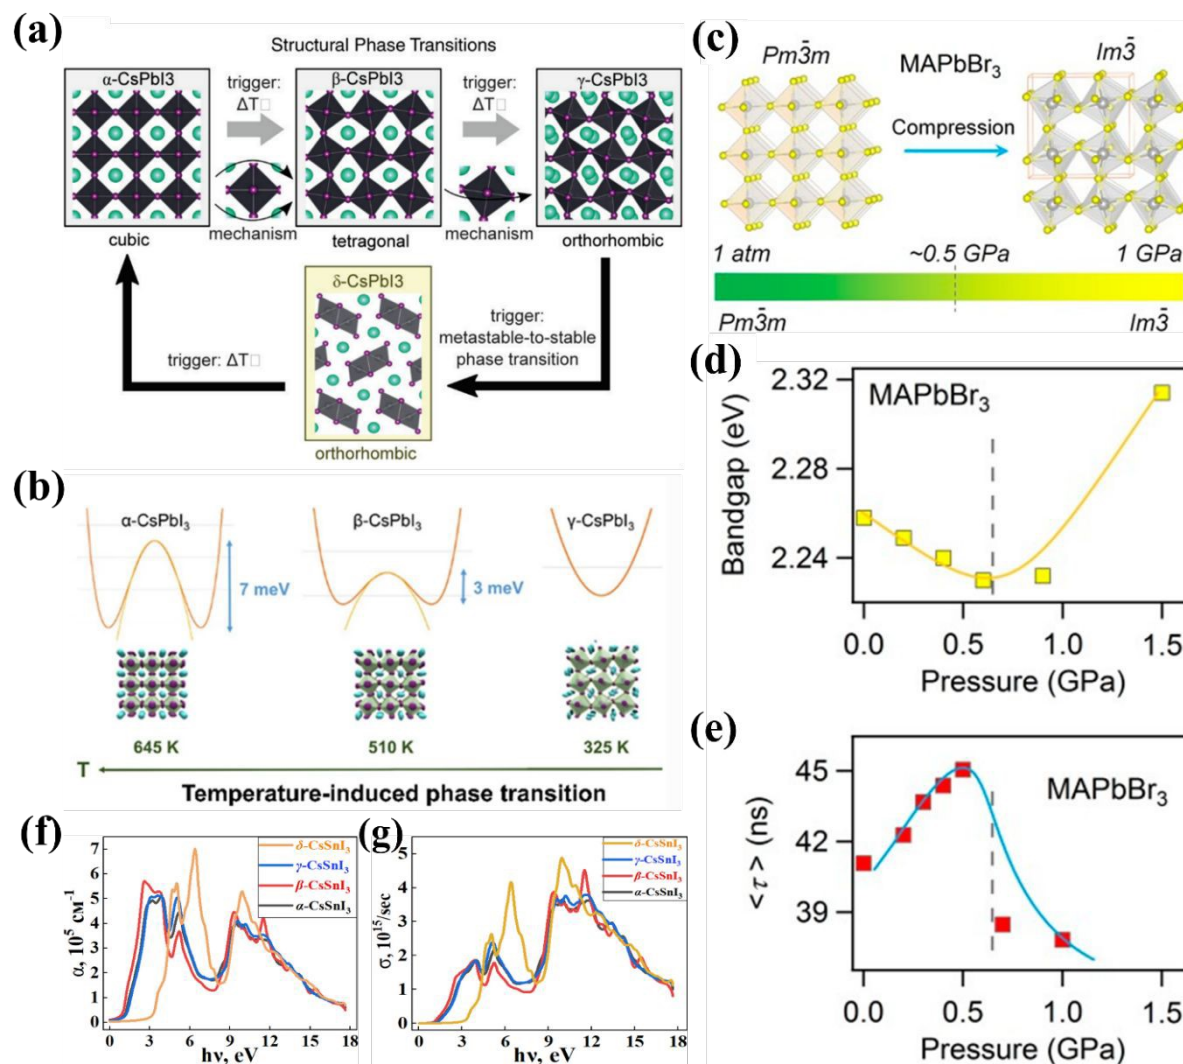 (a)
Structural Phase Transitions
α-CsPbI3
trigger:
ΔT□
β-CsPbI3
trigger:
ΔT□
γ-CsPbI3
mechanism
mechanism
cubic
tetragonal
orthorhombic
δ-CsPbI3
trigger: ΔT□
trigger:
metastable-to-stable
phase transition
orthorhombic
(b)
α-CsPbI₃
β-CsPbI₃
γ-CsPbI₃
7 meV
3 meV
645 K
510 K
325 K
T
Temperature-induced phase transition
(c)
Pm3̄m
MAPbBr₃
Im3̄
Compression
1 atm
~0.5 GPa
1 GPa
Pm3̄m
Im3̄
(d)
MAPbBr₃
2.32
2.28
2.24
Bandgap (eV)
0.0
0.5
1.0
1.5
Pressure (GPa)
(e)
MAPbBr₃
45
42
39
< τ > (ns)
0.0
0.5
1.0
1.5
Pressure (GPa)
(f)
δ-CsSnI₃
γ-CsSnI₃
β-CsSnI₃
α-CsSnI₃
7
6
5
4
3
2
1
0
α, 10⁵ cm⁻¹
0 3 6 9 12 15 18
hν, eV
(g)
δ-CsSnI₃
γ-CsSnI₃
β-CsSnI₃
α-CsSnI₃
5
4
3
2
1
0
σ, 10¹⁵/sec
0 3 6 9 12 15 18
hν, eV